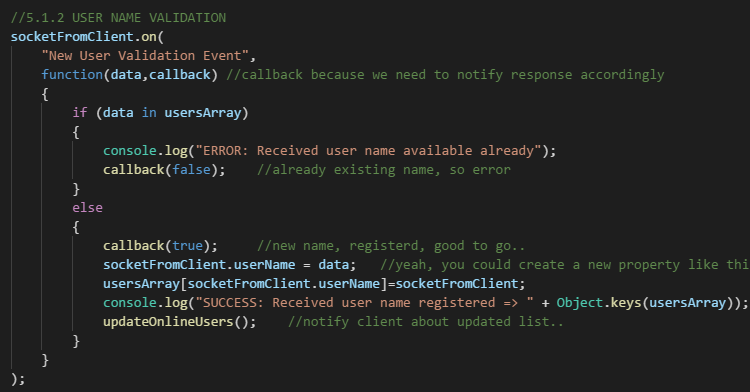 //5.1.2 USER NAME VALIDATION
socketFromClient.on(
"New User Validation Event",
function(data,callback) //callback because we need to notify response accordingly
{
if (data in usersArray)
{
console.log("ERROR: Received user name available already");
callback(false);    //already existing name, so error
}
else
{
callback(true);     //new name, registerd, good to go..
socketFromClient.userName = data;   //yeah, you could create a new property like thi
usersArray[socketFromClient.userName]=socketFromClient;
console.log("SUCCESS: Received user name registered => " + Object.keys(usersArray));
updateOnlineUsers();    //notify client about updated list..
}
}
);